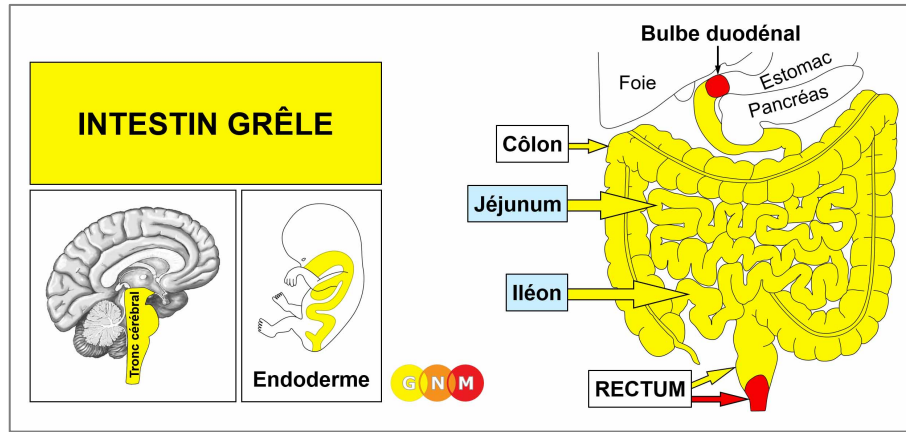 INTESTIN GRÊLE
Tronc cérébral
Endoderme
G N M
Bulbe duodénal
Foie
Estomac
Pancréas
Côlon
Jéjunum
Iléon
RECTUM